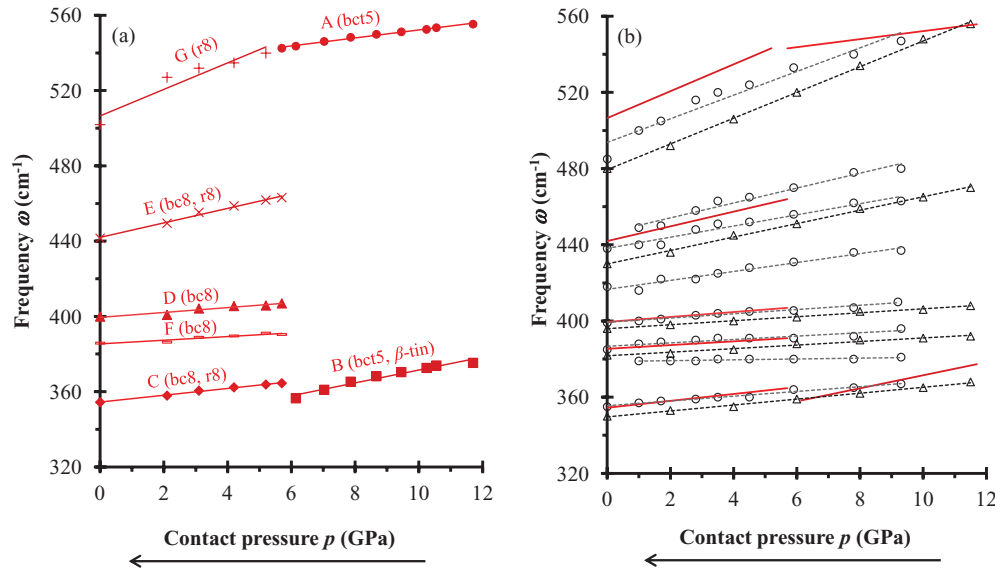 (a)
A (bct5)
G (r8)
E (bc8, r8)
D (bc8)
F (bc8)
C (bc8, r8)
B (bct5, β-tin)
560
520
480
440
400
360
320
0
2
4
6
8
10
12
Frequency ω (cm⁻¹)
Contact pressure p (GPa)
(b)
560
520
480
440
400
360
320
0
2
4
6
8
10
12
Frequency ω (cm⁻¹)
Contact pressure p (GPa)